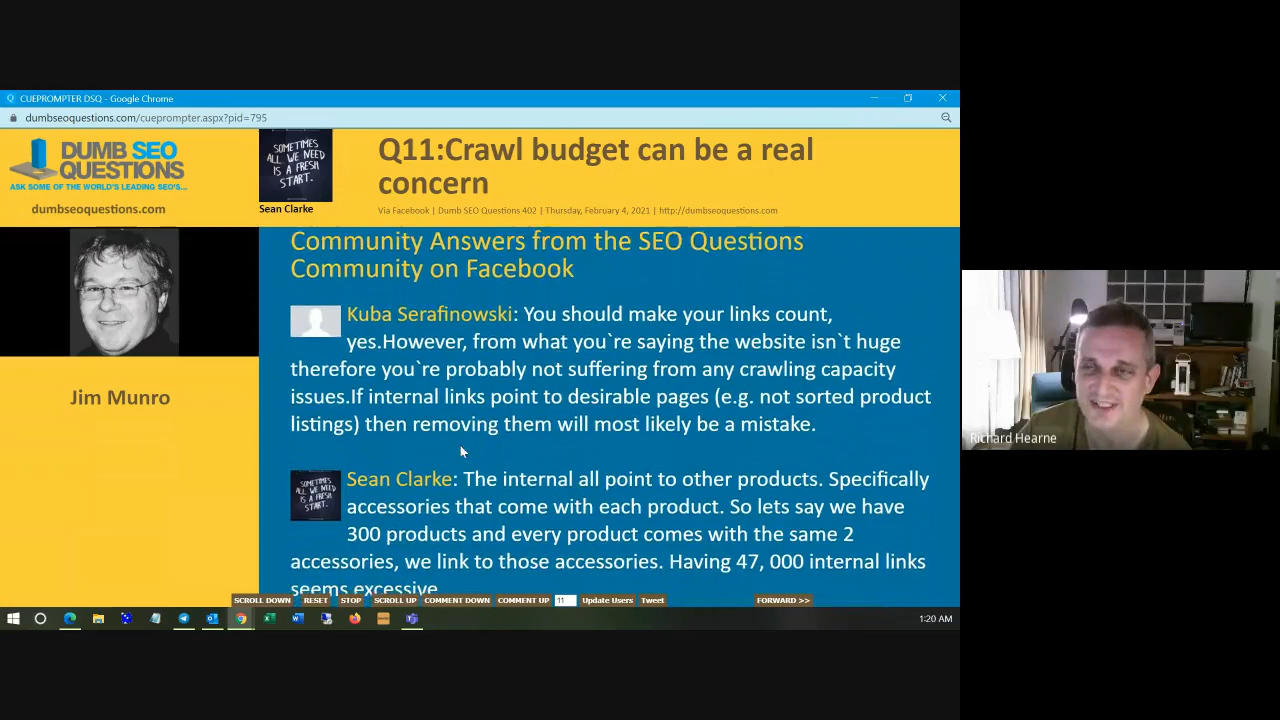 CUEPROMPTER DSQ - Google Chrome
dumbseoquestions.com/cueprompter.aspx?pid=795
DUMB SEO
QUESTIONS
ASK SOME OF THE WORLD'S LEADING SEO'S...
dumbseoquestions.com
SOMETIMES
ALL WE NEED
IS A FRESH
START.
Sean Clarke
Q11:Crawl budget can be a real
concern
Via Facebook | Dumb SEO Questions 402 | Thursday, February 4, 2021 | http://dumbseoquestions.com
Jim Munro
Community Answers from the SEO Questions
Community on Facebook
Kuba Serafinowski: You should make your links count,
yes.However, from what you`re saying the website isn`t huge
therefore you`re probably not suffering from any crawling capacity
issues.If internal links point to desirable pages (e.g. not sorted product
listings) then removing them will most likely be a mistake.
SOMETIMES
ALL WE NEED
IS A FRESH
START.
Sean Clarke: The internal all point to other products. Specifically
accessories that come with each product. So lets say we have
300 products and every product comes with the same 2
accessories, we link to those accessories. Having 47, 000 internal links
seems excessive
SCROLL DOWN RESET STOP SCROLL UP COMMENT DOWN COMMENT UP 11 Update Users Tweet FORWARD >>
1:20 AM
Richard Hearne